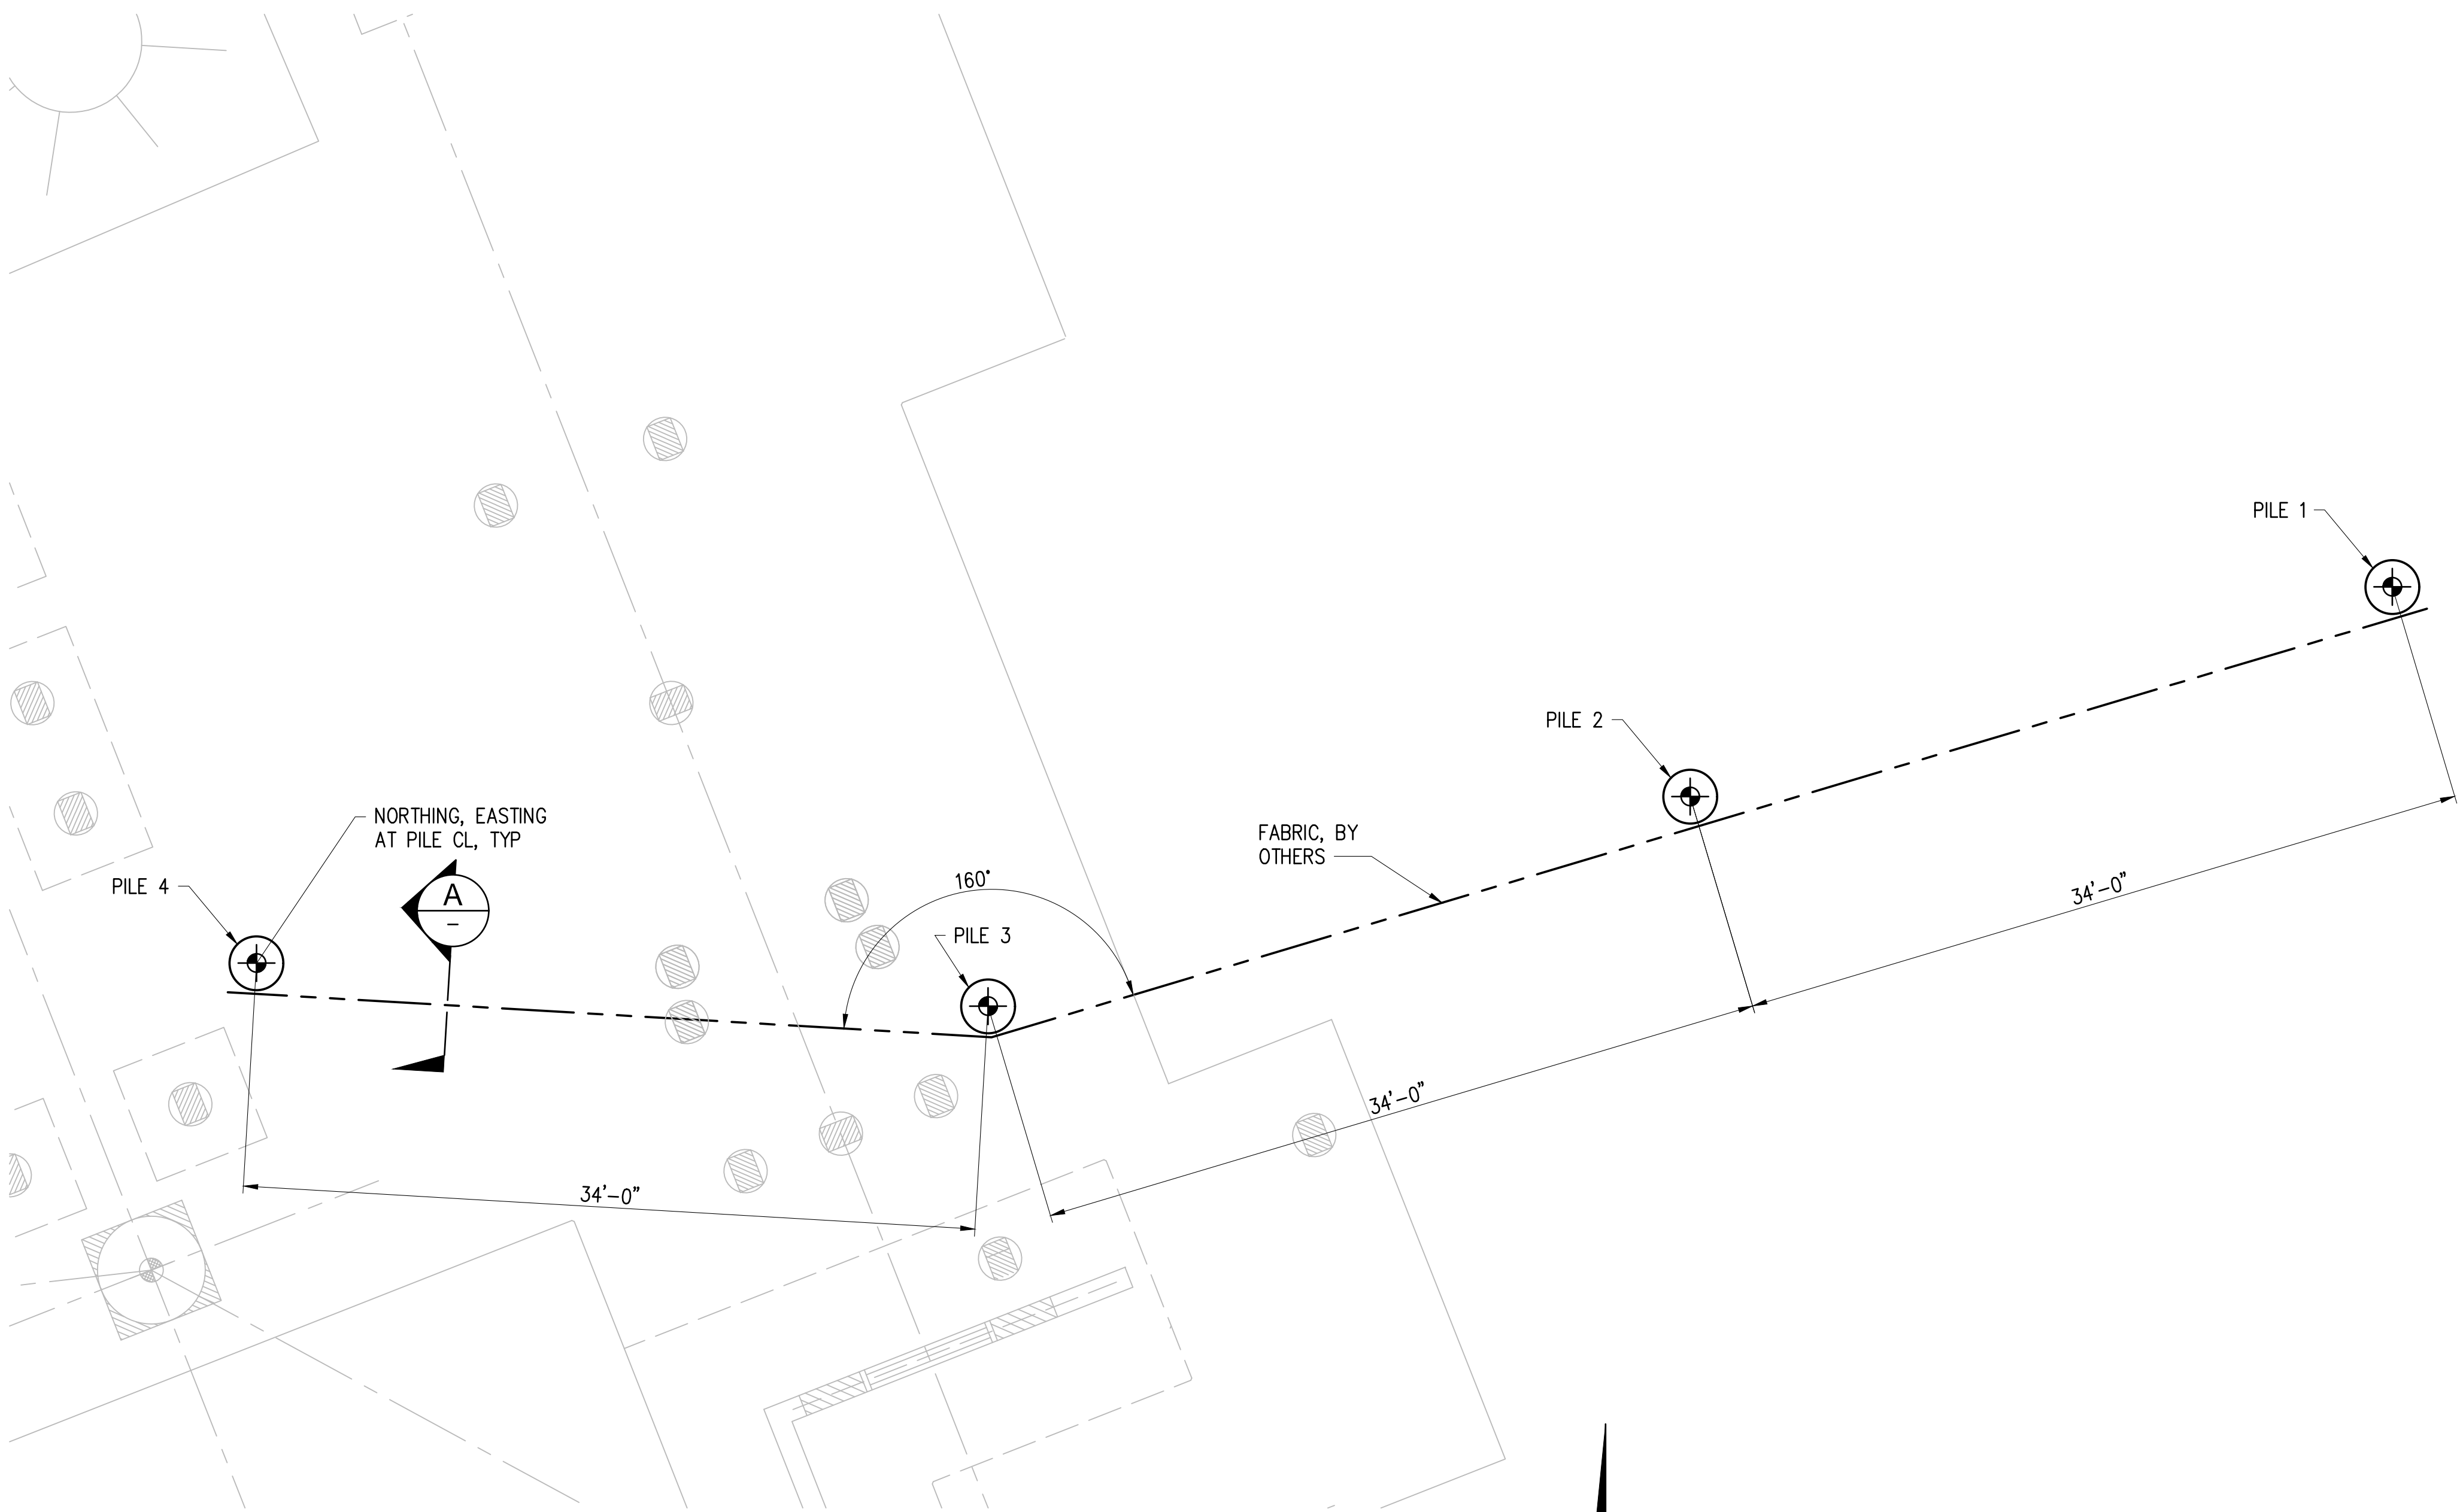 PILE 1
PILE 2
NORTHING, EASTING
AT PILE CL, TYP
FABRIC, BY
OTHERS
PILE 4
A
–
160°
34'–0"
PILE 3
34'–0"
34'–0"